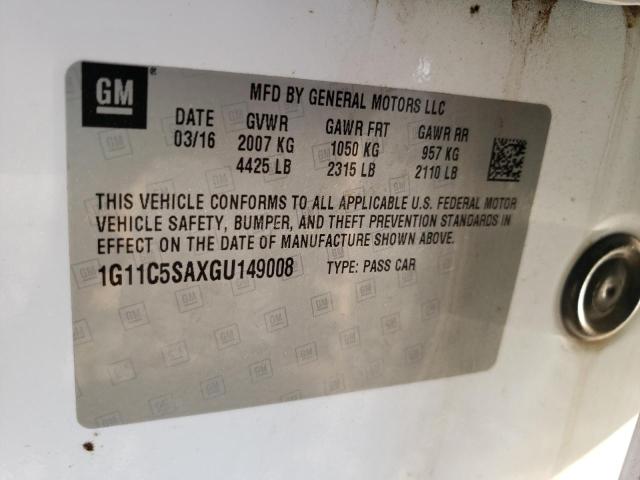 GM
MFD BY GENERAL MOTORS LLC
DATE GVWR GAWR FRT GAWR RR
03/16 2007 KG 1050 KG 957 KG
4425 LB 2315 LB 2110 LB
THIS VEHICLE CONFORMS TO ALL APPLICABLE U.S. FEDERAL MOTOR
VEHICLE SAFETY, BUMPER, AND THEFT PREVENTION STANDARDS IN
EFFECT ON THE DATE OF MANUFACTURE SHOWN ABOVE.
1G11C5SAXGU149008 TYPE: PASS CAR